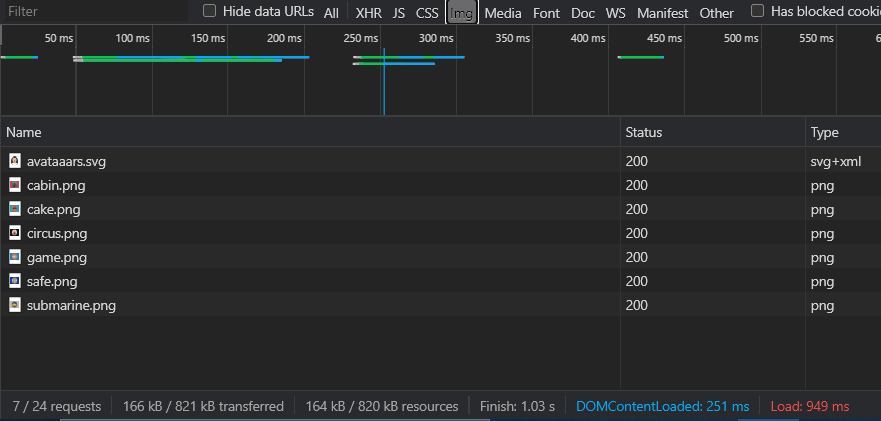 Filter Hide data URLs All XHR JS CSS Img Media Font Doc WS Manifest Other Has blocked cooki
50 ms 100 ms 150 ms 200 ms 250 ms 300 ms 350 ms 400 ms 450 ms 500 ms 550 ms
Name Status Type
avataaars.svg 200 svg+xml
cabin.png 200 png
cake.png 200 png
circus.png 200 png
game.png 200 png
safe.png 200 png
submarine.png 200 png
7 / 24 requests 166 kB / 821 kB transferred 164 kB / 820 kB resources Finish: 1.03 s DOMContentLoaded: 251 ms Load: 949 ms